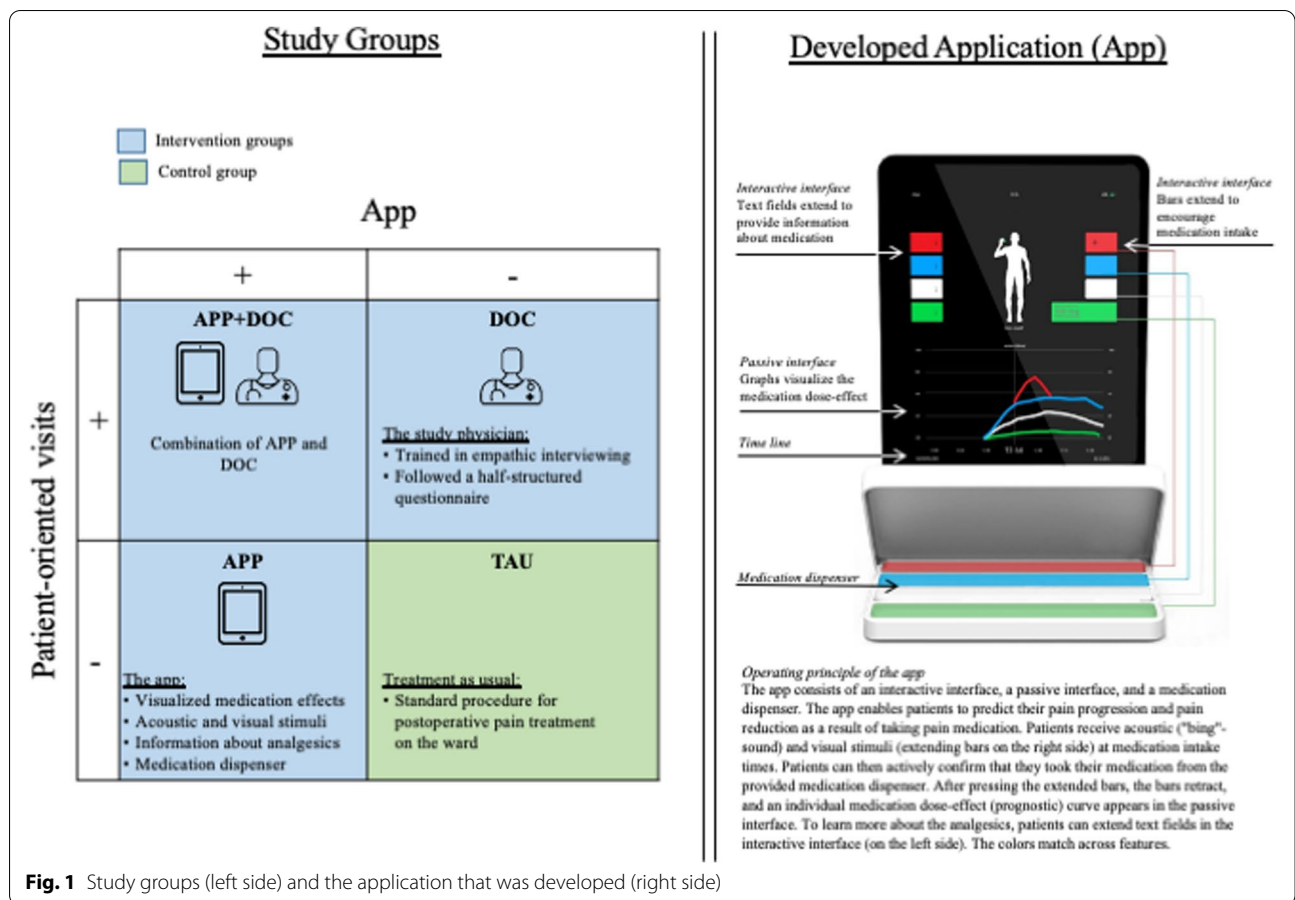 Study Groups
Intervention groups
Control group
App
+
-
Patient-oriented visits
+
-
APP+DOC
Combination of APP and
DOC
DOC
The study physician:
• Trained in empathic interviewing
• Followed a half-structured
questionnaire
APP
The app:
• Visualized medication effects
• Acoustic and visual stimuli
• Information about analgesics
• Medication dispenser
TAU
Treatment as usual:
• Standard procedure for
postoperative pain treatment
on the ward
Developed Application (App)
Interactive interface
Text fields extend to
provide information
about medication
Interactive interface
Bars extend to
encourage
medication intake
Passive interface
Graphs visualize the
medication dose-effect
Time line
Medication dispenser
Operating principle of the app
The app consists of an interactive interface, a passive interface, and a medication
dispenser. The app enables patients to predict their pain progression and pain
reduction as a result of taking pain medication. Patients receive acoustic ("bing"-
sound) and visual stimuli (extending bars on the right side) at medication intake
times. Patients can then actively confirm that they took their medication from the
provided medication dispenser. After pressing the extended bars, the bars retract,
and an individual medication dose-effect (prognostic) curve appears in the passive
interface. To learn more about the analgesics, patients can extend text fields in the
interactive interface (on the left side). The colors match across features.
Fig. 1 Study groups (left side) and the application that was developed (right side)